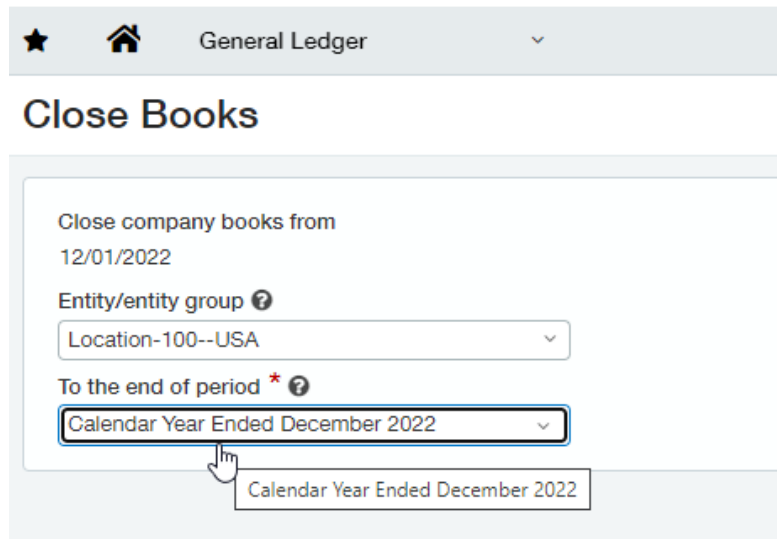 General Ledger
Close Books
Close company books from
12/01/2022
Entity/entity group
Location-100--USA
To the end of period *
Calendar Year Ended December 2022
Calendar Year Ended December 2022